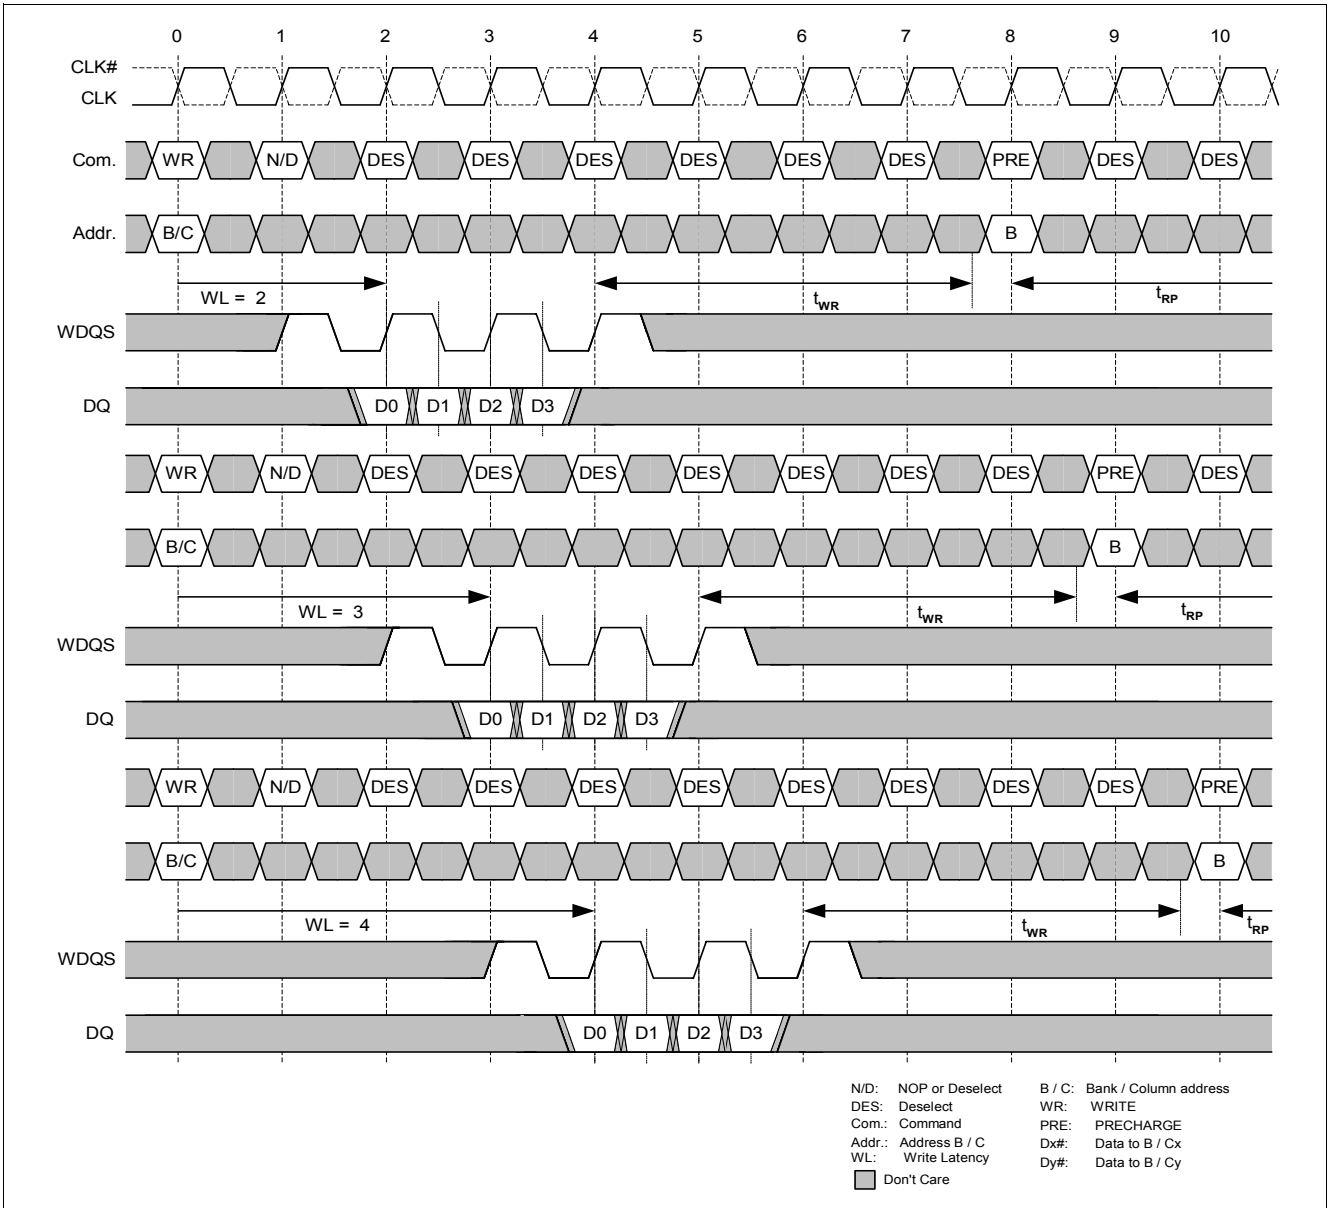 0 1 2 3 4 5 6 7 8 9 10
CLK#
CLK
Com. WR N/D DES DES DES DES DES DES PRE DES DES
Addr. B/C B
WL = 2 tWR tRP
WDQS
DQ D0 D1 D2 D3
WR N/D DES DES DES DES DES DES DES PRE DES
B/C B
WL = 3 tWR tRP
WDQS
DQ D0 D1 D2 D3
WR N/D DES DES DES DES DES DES DES DES PRE
B/C B
WL = 4 tWR tRP
WDQS
DQ D0 D1 D2 D3
N/D: NOP or Deselect B / C: Bank / Column address
DES: Deselect WR: WRITE
Com.: Command PRE: PRECHARGE
Addr.: Address B / C Dx#: Data to B / Cx
WL: Write Latency Dy#: Data to B / Cy
Don't Care